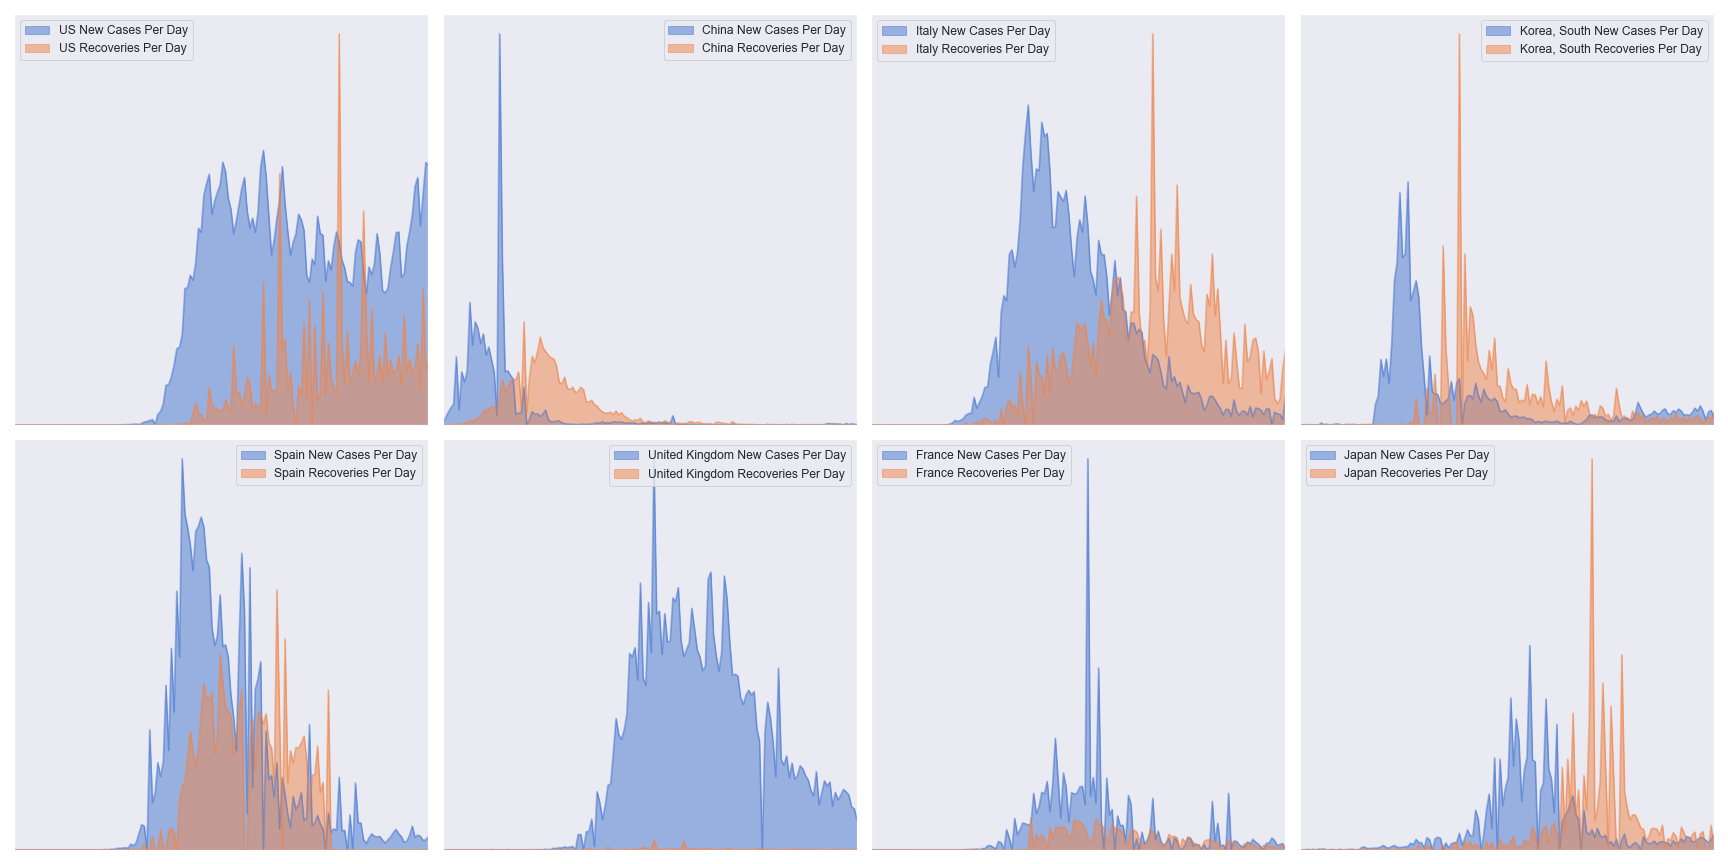 US New Cases Per Day
US Recoveries Per Day
China New Cases Per Day
China Recoveries Per Day
Italy New Cases Per Day
Italy Recoveries Per Day
Korea, South New Cases Per Day
Korea, South Recoveries Per Day
Spain New Cases Per Day
Spain Recoveries Per Day
United Kingdom New Cases Per Day
United Kingdom Recoveries Per Day
France New Cases Per Day
France Recoveries Per Day
Japan New Cases Per Day
Japan Recoveries Per Day